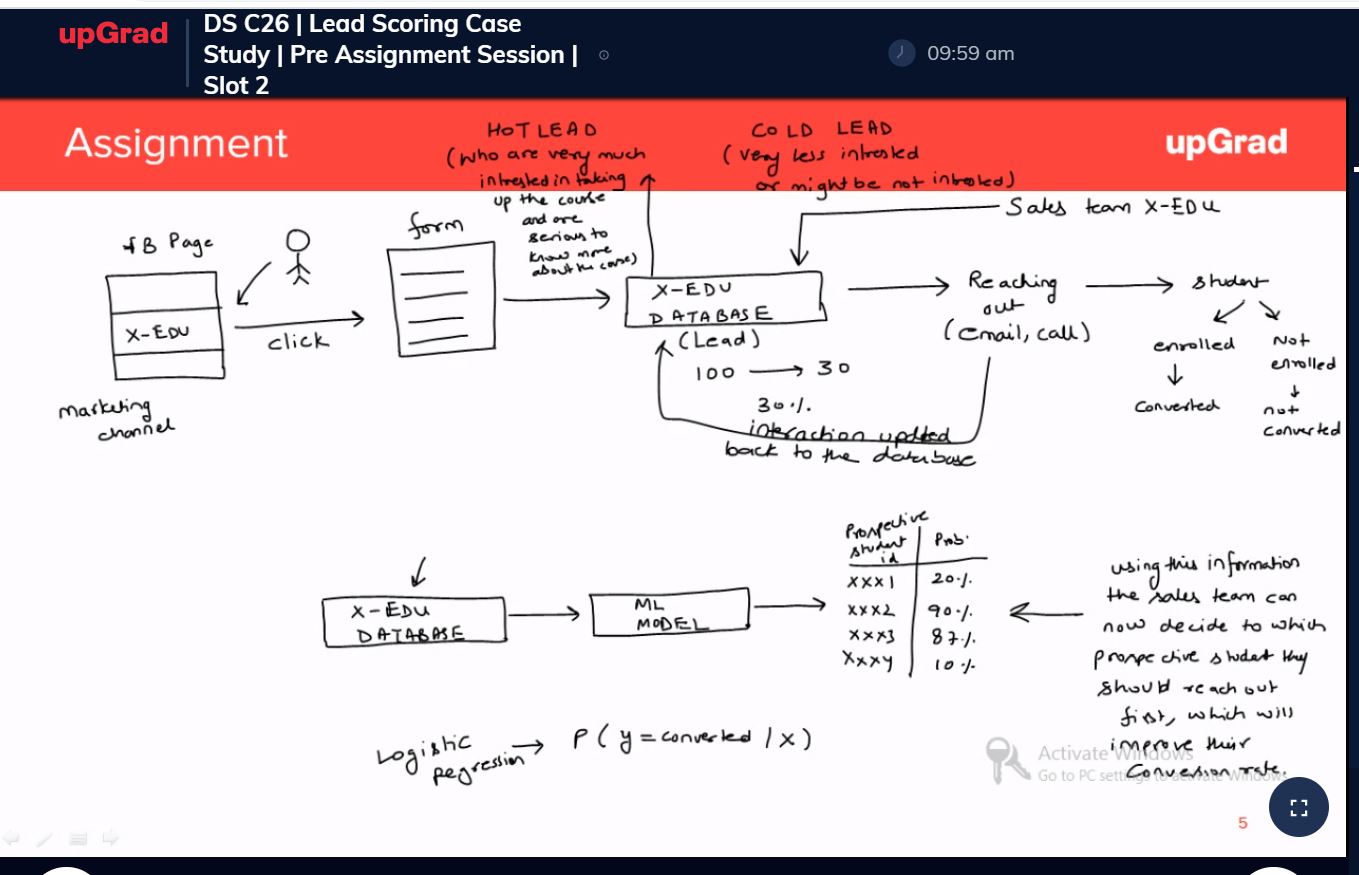 upGrad
DS C26 | Lead Scoring Case
Study | Pre Assignment Session |
Slot 2
09:59 am
Assignment
upGrad
HOT LEAD
(who are very much
intrested in taking
up the course
and are
serious to
know more
about the course)
COLD LEAD
(very less intrested
or might be not intrested)
Sales team X-EDU
FB Page
X-EDU
marketing
channel
click
form
X-EDU
DATABASE
(Lead)
100 → 30
30%.
interaction updted
back to the database
Reaching
out
(email, call)
student
enrolled
converted
Not
enrolled
not
converted
X-EDU
DATABASE
ML
MODEL
Prospective
student
id
Prob.
xxx1 20%.
xxx2 90%.
xxx3 87%.
xxxy 10%.
using this information
the sales team can
now decide to which
prospective student they
should reach out
first, which will
improve their
conversion rate.
Logistic
regression → P(y = converted / x)
Activate Windows
Go to PC settings to activate Windows.
5